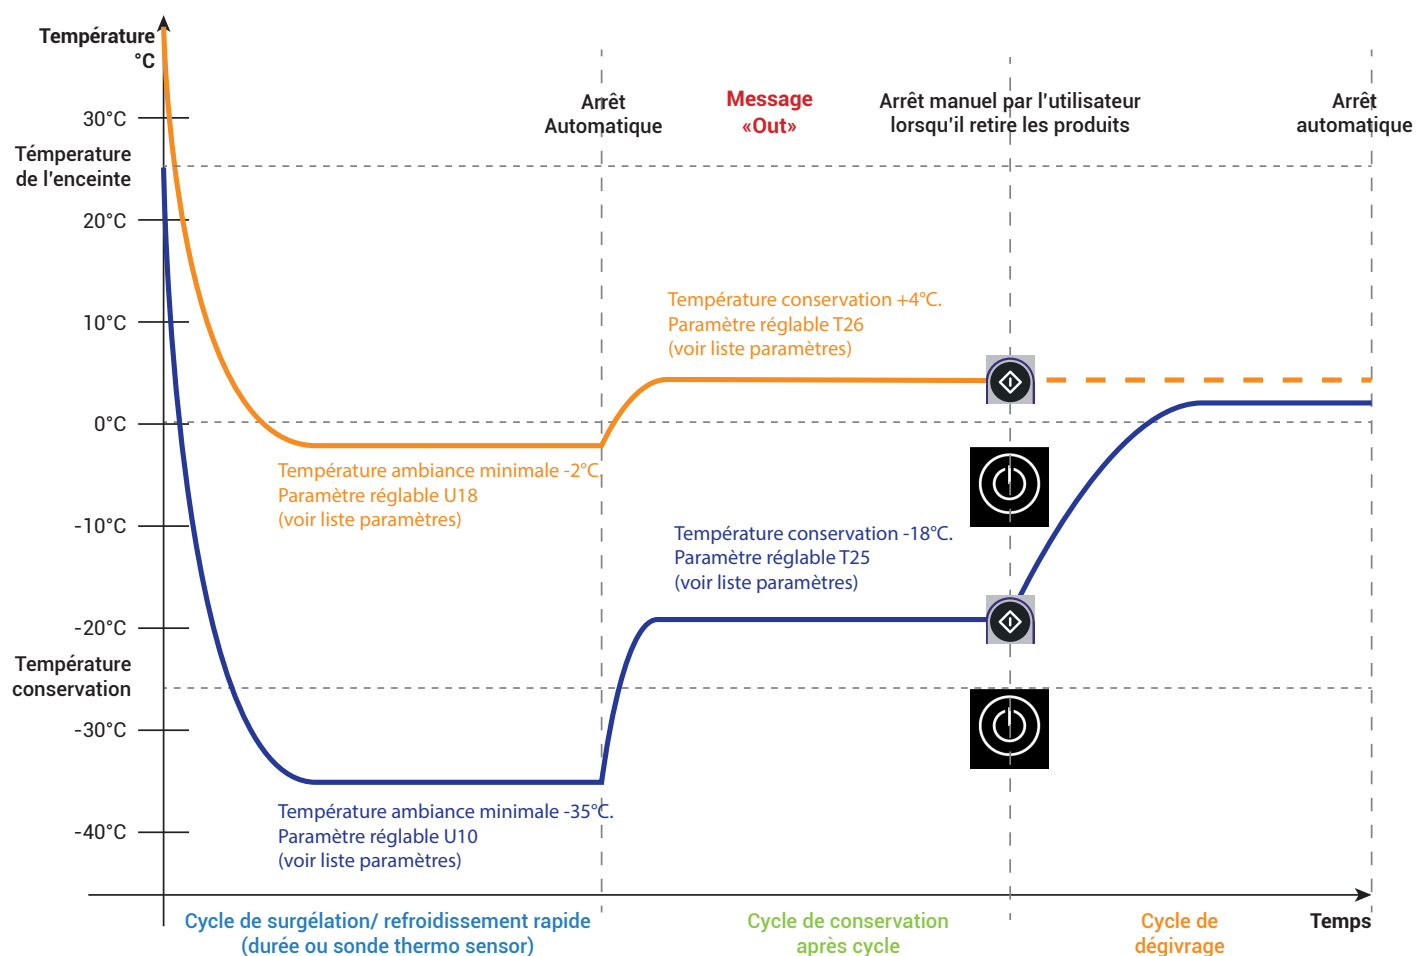 Température
°C
Arrêt
Automatique
Message
«Out»
Arrêt manuel par l'utilisateur
lorsqu'il retire les produits
Arrêt
automatique
30°C
Témperature
de l'enceinte
20°C
10°C
0°C
-10°C
-20°C
Température
conservation
-30°C
-40°C
Température conservation +4°C.
Paramètre réglable T26
(voir liste paramètres)
Température ambiance minimale -2°C.
Paramètre réglable U18
(voir liste paramètres)
Température conservation -18°C.
Paramètre réglable T25
(voir liste paramètres)
Température ambiance minimale -35°C.
Paramètre réglable U10
(voir liste paramètres)
Cycle de surgélation/ refroidissement rapide
(durée ou sonde thermo sensor)
Cycle de conservation
après cycle
Cycle de
dégivrage
Temps